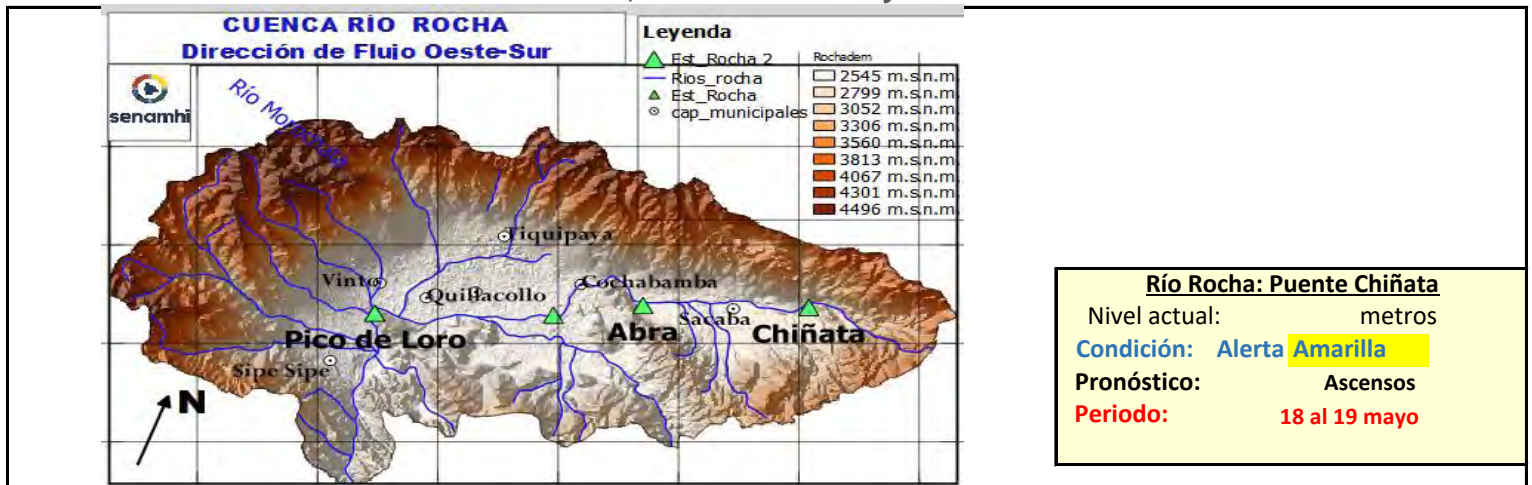 CUENCA RÍO ROCHA
Dirección de Flujo Oeste-Sur
senamhi
Leyenda
Est_Rocha 2
Rios_rocha
Est_Rocha
cap_municipales
Rochadem
2545 m.s.n.m.
2799 m.s.n.m.
3052 m.s.n.m.
3306 m.s.n.m.
3560 m.s.n.m.
3813 m.s.n.m.
4067 m.s.n.m.
4301 m.s.n.m.
4496 m.s.n.m.
Río
Tiquipaya
Vinto
Quillacollo
Cochabamba
Pico de Loro
Abra
Sacaba
Chiñata
Sipe Sipe
N
Río Rocha: Puente Chiñata
Nivel actual: metros
Condición: Alerta Amarilla
Pronóstico: Ascensos
Periodo: 18 al 19 mayo